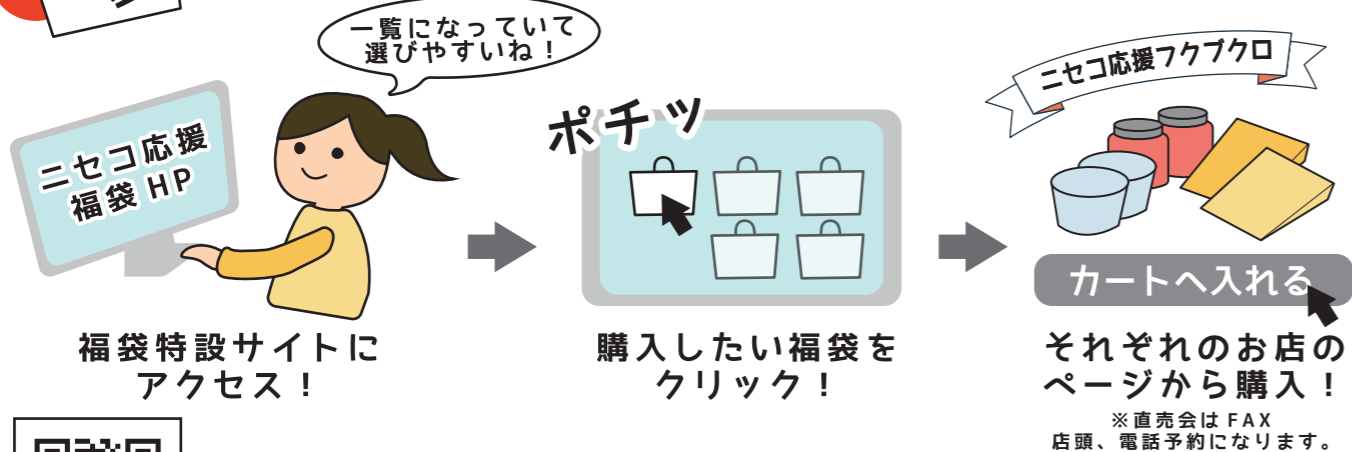 一覧になっていて
選びやすいね！
ニセコ応援
福袋 HP
福袋特設サイトに
アクセス！
ポチッ
購入したい福袋を
クリック！
ニセコ応援フクブクロ
カートへ入れる
それぞれのお店の
ページから購入！
※直売会は FAX
店頭、電話予約になります。